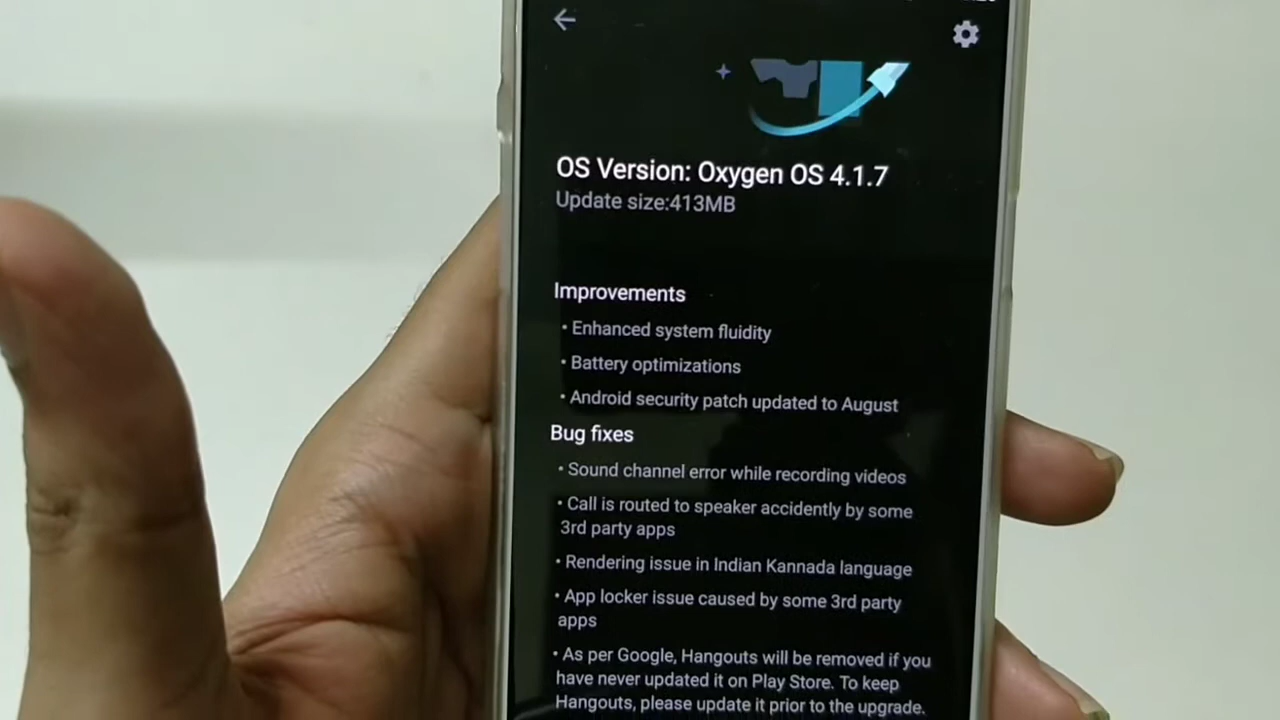 OS Version: Oxygen OS 4.1.7
Update size:413MB
Improvements
• Enhanced system fluidity
• Battery optimizations
• Android security patch updated to August
Bug fixes
• Sound channel error while recording videos
• Call is routed to speaker accidently by some
3rd party apps
• Rendering issue in Indian Kannada language
• App locker issue caused by some 3rd party
apps
• As per Google, Hangouts will be removed if you
have never updated it on Play Store. To keep
Hangouts, please update it prior to the upgrade.